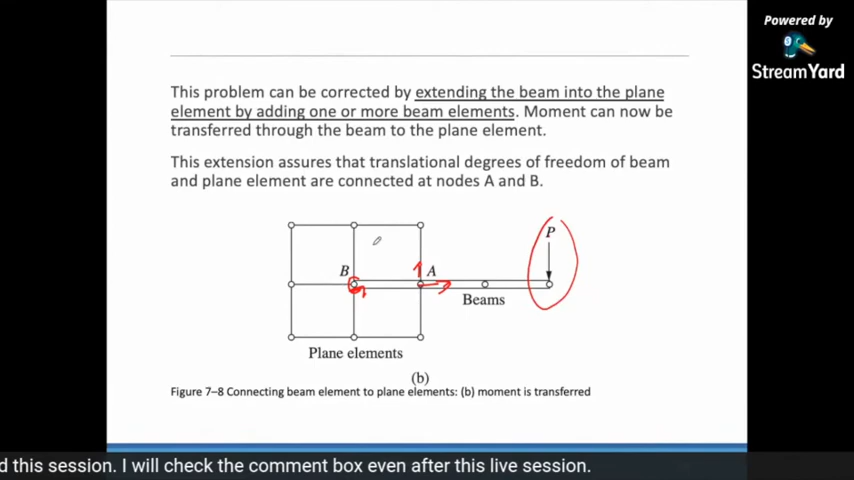 Powered by
StreamYard
This problem can be corrected by extending the beam into the plane
element by adding one or more beam elements. Moment can now be
transferred through the beam to the plane element.
This extension assures that translational degrees of freedom of beam
and plane element are connected at nodes A and B.
P
B
A
Beams
Plane elements
(b)
Figure 7–8 Connecting beam element to plane elements: (b) moment is transferred
d this session. I will check the comment box even after this live session.